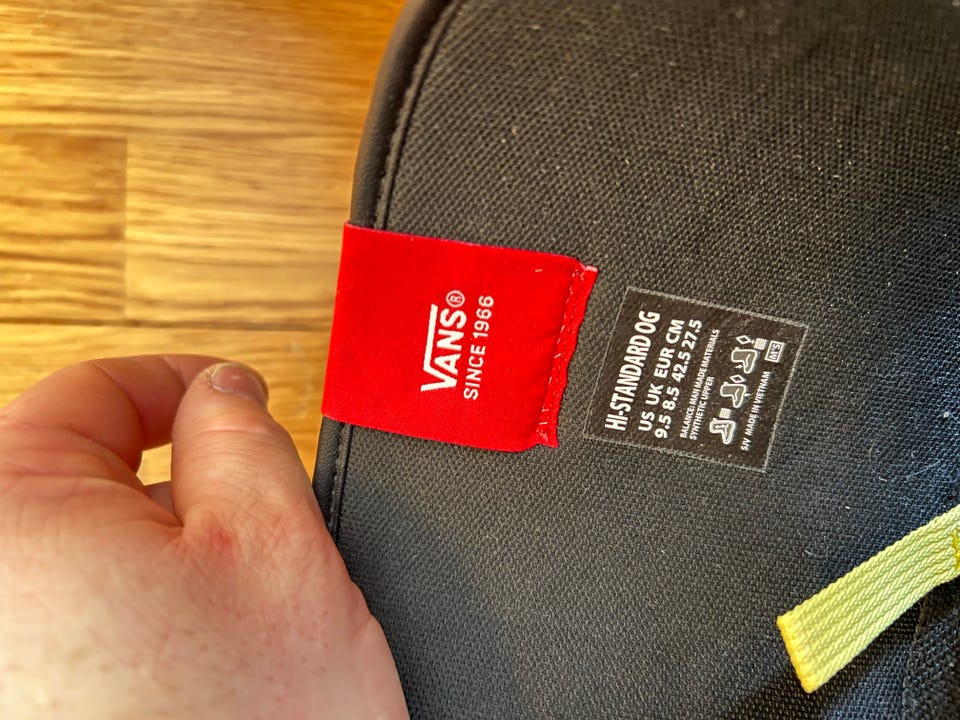 VANS®
SINCE 1966
HI-STANDARD OG
US UK EUR CM
9.5 8.5 42.5 27.5
BALANCE: MAN MADE MATERIALS
SYNTHETIC UPPER
M'S
SJV MADE IN VIETNAM